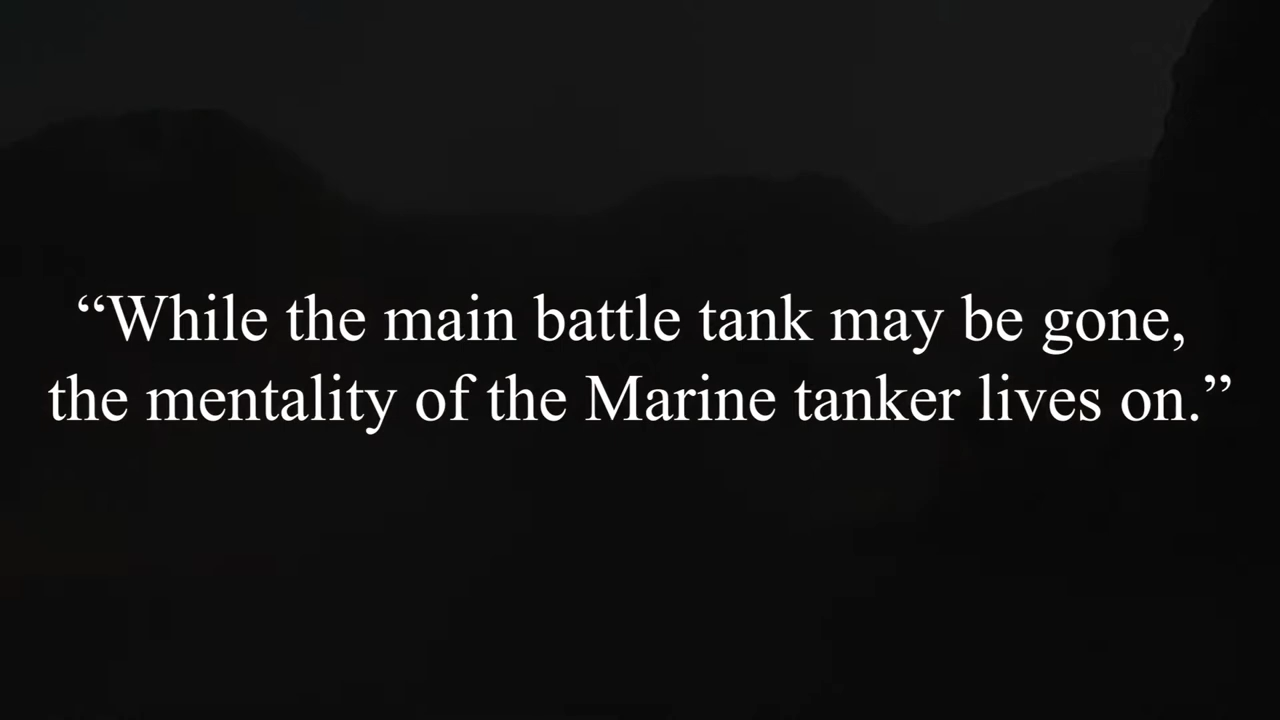 “While the main battle tank may be gone,
the mentality of the Marine tanker lives on.”